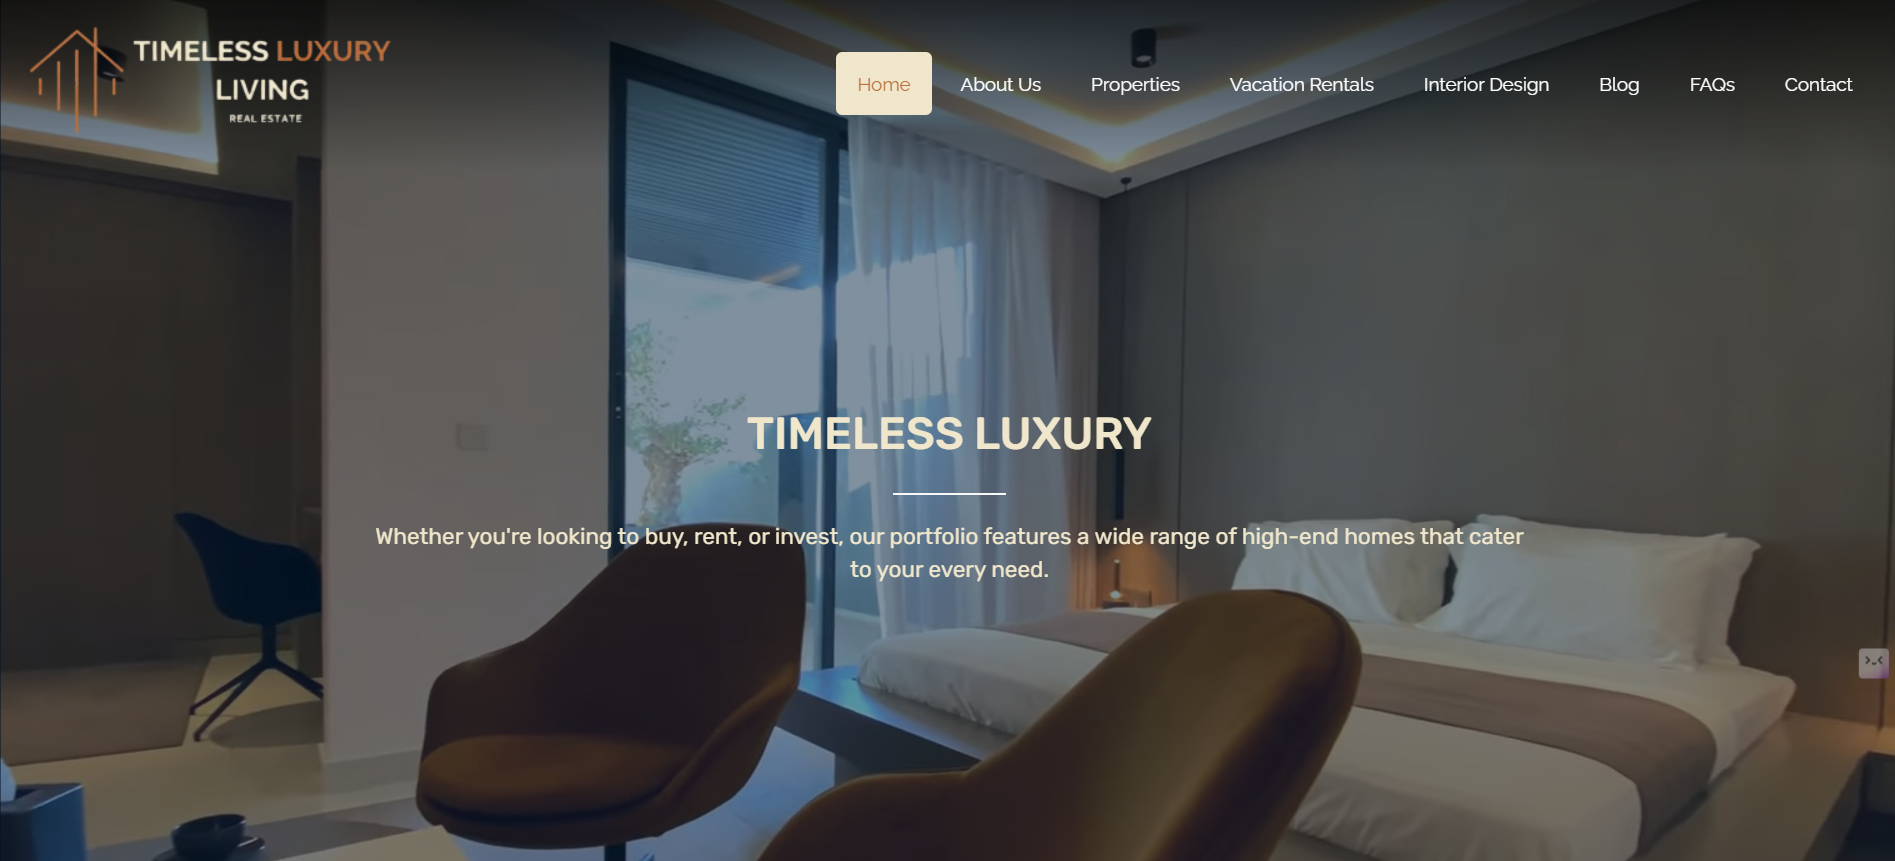 TIMELESS LUXURY
LIVING
REAL ESTATE
Home
About Us
Properties
Vacation Rentals
Interior Design
Blog
FAQs
Contact
TIMELESS LUXURY
Whether you're looking to buy, rent, or invest, our portfolio features a wide range of high-end homes that cater
to your every need.